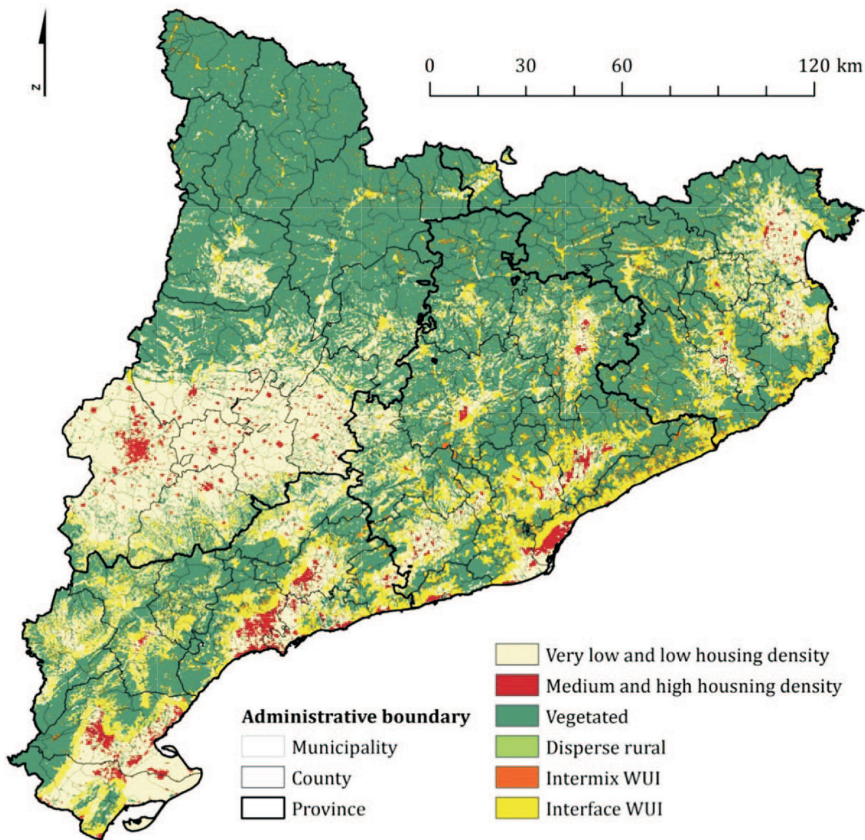 z
0 30 60 120 km
Very low and low housing density
Medium and high housning density
Vegetated
Administrative boundary
Disperse rural
Municipality
Intermix WUI
County
Interface WUI
Province